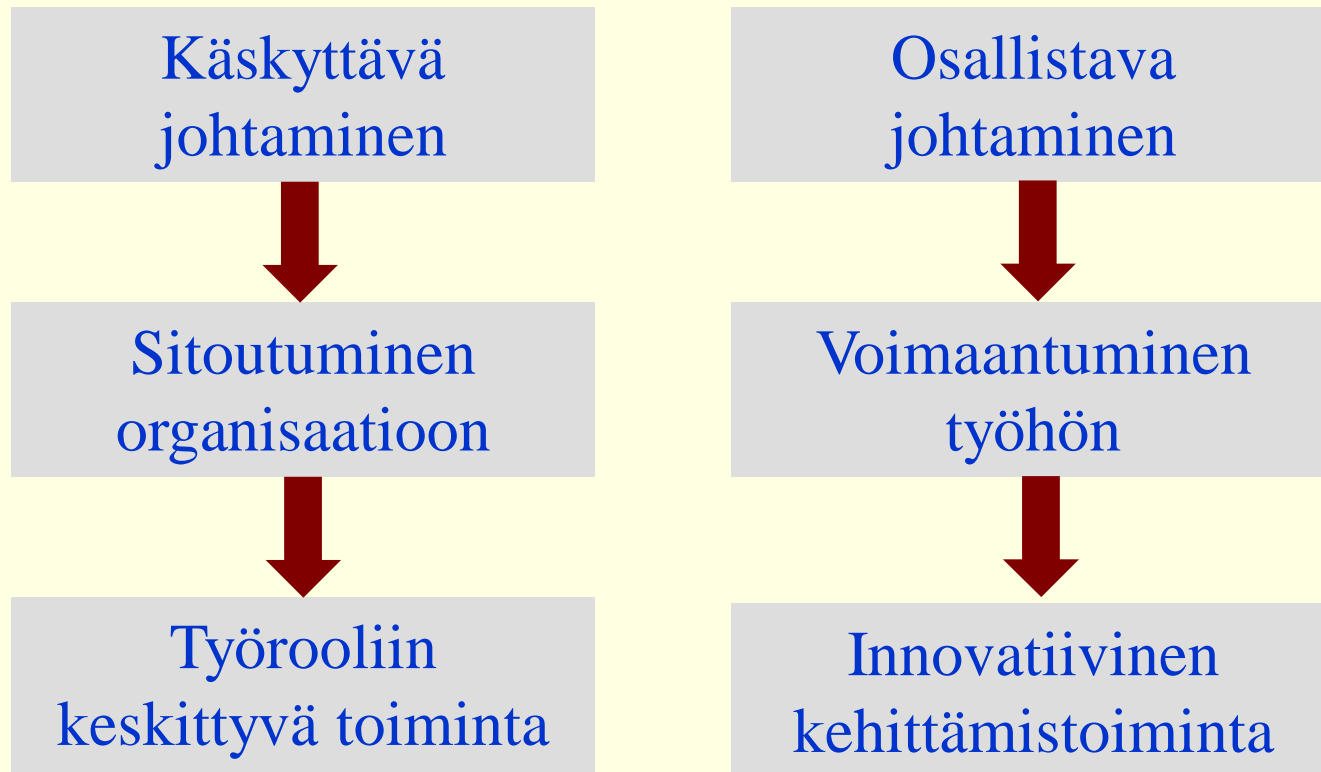 Käskyttävä
johtaminen
Osallistava
johtaminen
Sitoutuminen
organisaatioon
Voimaantuminen
työhön
Työrooliin
keskittyvä toiminta
Innovatiivinen
kehittämistoiminta